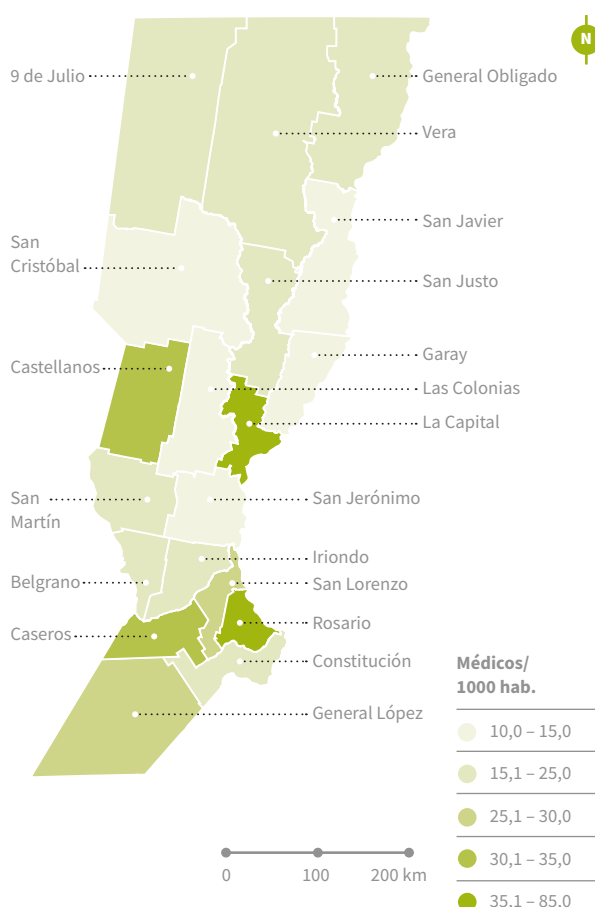 N
9 de Julio
General Obligado
Vera
San Javier
San
Cristóbal
San Justo
Garay
Castellanos
Las Colonias
La Capital
San
Martín
San Jerónimo
Iriondo
Belgrano
San Lorenzo
Rosario
Caseros
Constitución
General López
Médicos/
1000 hab.
10,0 – 15,0
15,1 – 25,0
25,1 – 30,0
30,1 – 35,0
35,1 – 85,0
0 100 200 km